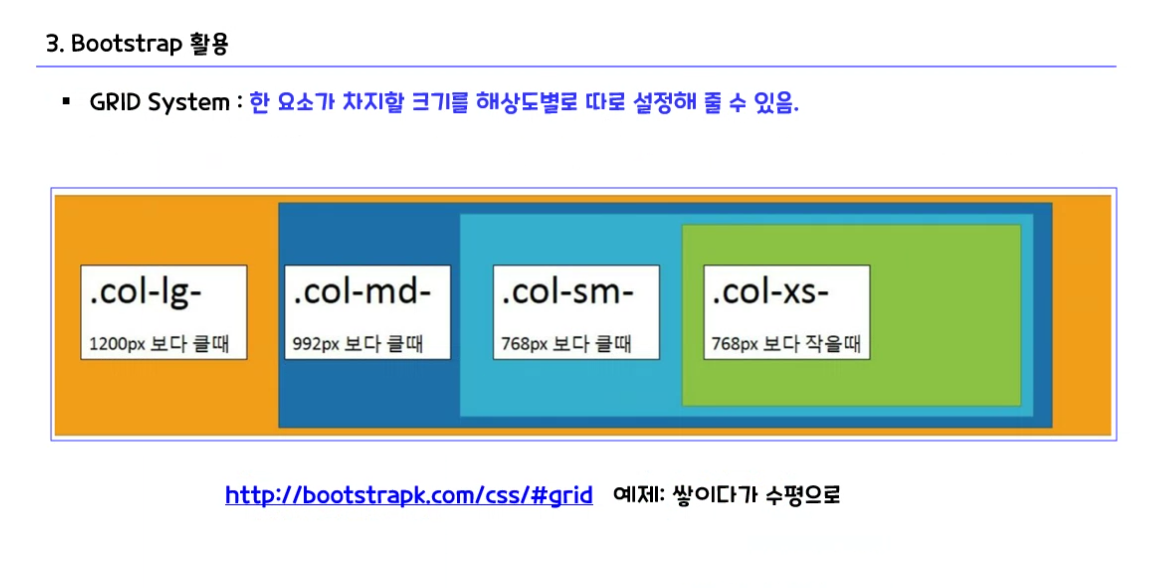 3. Bootstrap 활용
▪ GRID System : 한 요소가 차지할 크기를 해상도별로 따로 설정해 줄 수 있음.
.col-lg- .col-md- .col-sm- .col-xs-
1200px 보다 클때 992px 보다 클때 768px 보다 클때 768px 보다 작을때
http://bootstrapk.com/css/#grid 예제: 쌓이다가 수평으로